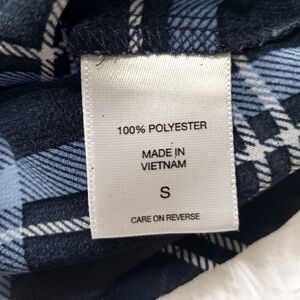 100% POLYESTER
MADE IN
VIETNAM
S
CARE ON REVERSE